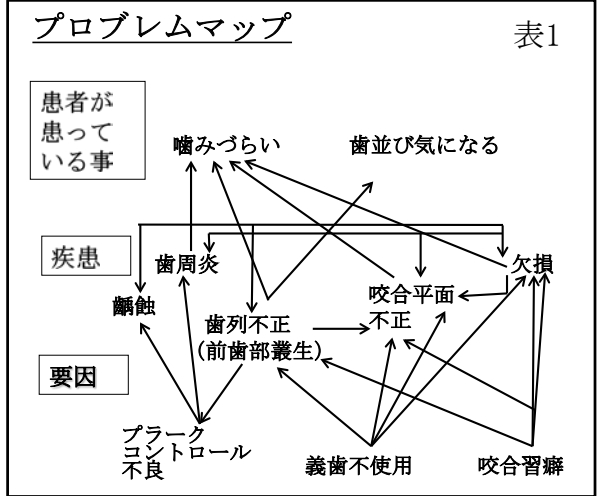 プロブレムマップ
表1
患者が
患って
いる事
噛みづらい
歯並び気になる
疾患
歯周炎
欠損
齲蝕
咬合平面
不正
歯列不正
(前歯部叢生)
要因
プラーク
コントロール
不良
義歯不使用
咬合習癖